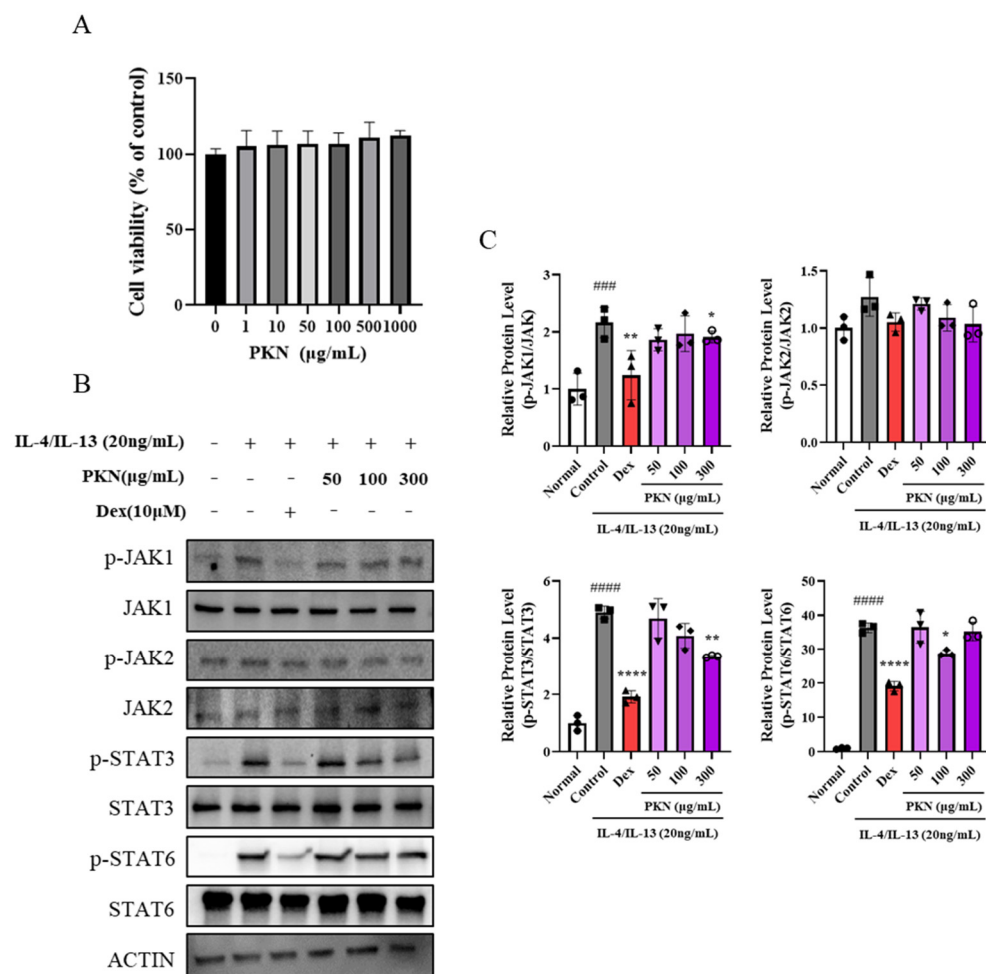 A
Cell viability (% of control)
150
100
50
0
0 1 10 50 100 500 1000
PKN (μg/mL)
B
IL-4/IL-13 (20ng/mL) - + + + + +
PKN(μg/mL) - - - 50 100 300
Dex(10μM) - - + - - -
p-JAK1
JAK1
p-JAK2
JAK2
p-STAT3
STAT3
p-STAT6
STAT6
ACTIN
C
Relative Protein Level
(p-JAK1/JAK)
3
2
1
0
###
**
*
Normal Control Dex 50 100 300
PKN (μg/mL)
IL-4/IL-13 (20ng/mL)
Relative Protein Level
(p-JAK2/JAK2)
1.5
1.0
0.5
0.0
Normal Control Dex 50 100 300
PKN (μg/mL)
IL-4/IL-13 (20ng/mL)
Relative Protein Level
(p-STAT3/STAT3)
6
4
2
0
####
****
**
Normal Control Dex 50 100 300
PKN (μg/mL)
IL-4/IL-13 (20ng/mL)
Relative Protein Level
(p-STAT6/STAT6)
50
40
30
20
10
0
####
****
*
Normal Control Dex 50 100 300
PKN (μg/mL)
IL-4/IL-13 (20ng/mL)